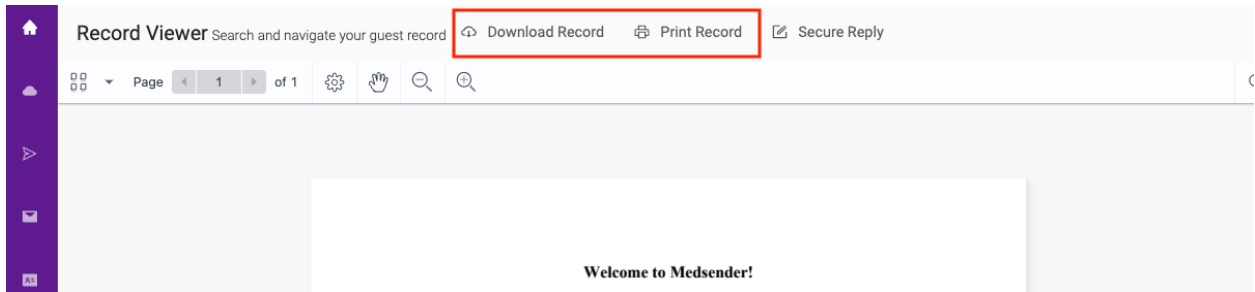 Record Viewer Search and navigate your guest record Download Record Print Record Secure Reply
Page 1 of 1
Welcome to Medsender!